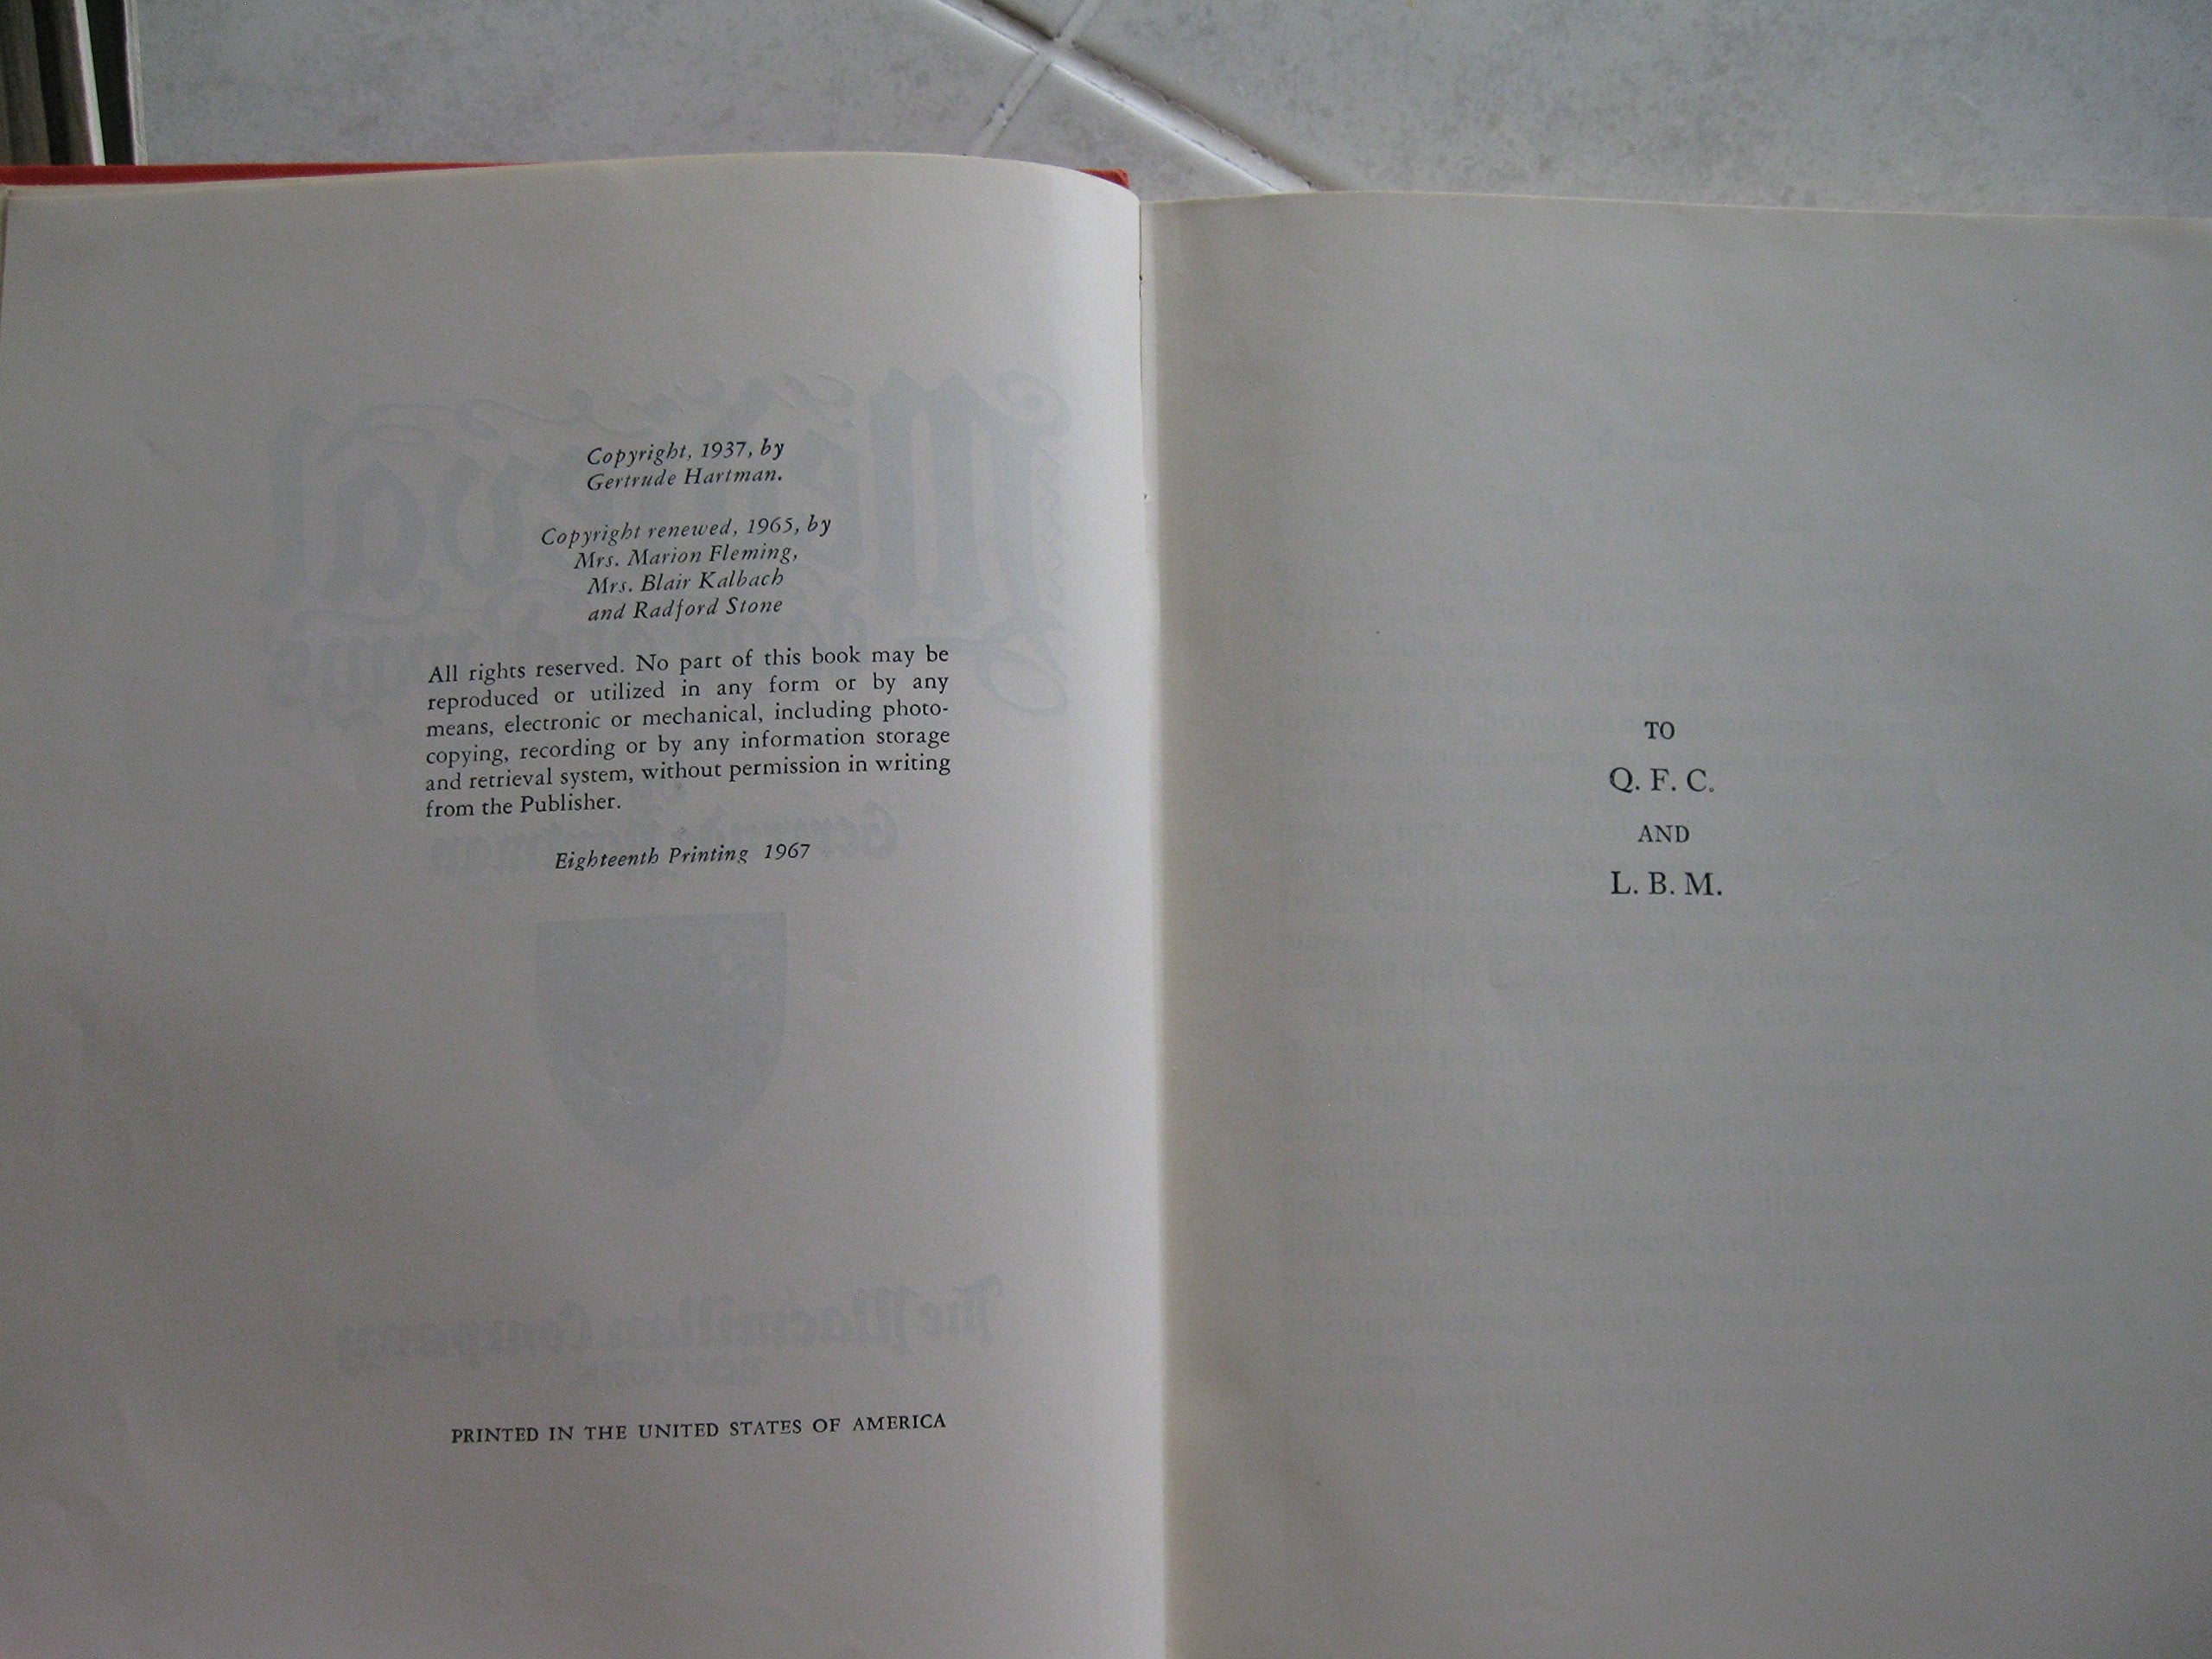 Copyright, 1937, by
Gertrude Hartman.
Copyright renewed, 1965, by
Mrs. Marion Fleming,
Mrs. Blair Kalbach
and Radford Stone
All rights reserved. No part of this book may be
reproduced or utilized in any form or by any
means, electronic or mechanical, including photo-
copying, recording or by any information storage
and retrieval system, without permission in writing
from the Publisher.
Eighteenth Printing 1967
PRINTED IN THE UNITED STATES OF AMERICA
TO
Q. F. C.
AND
L. B. M.